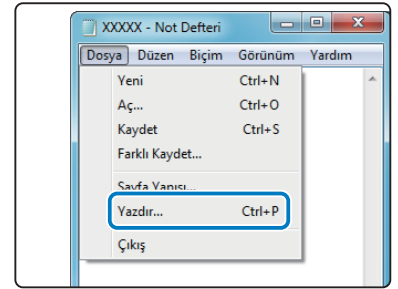 XXXXX - Not Defteri
Dosya Düzen Biçim Görünüm Yardım
Yeni Ctrl+N
Aç... Ctrl+O
Kaydet Ctrl+S
Farklı Kaydet...
Sayfa Yapısı...
Yazdır... Ctrl+P
Çıkış